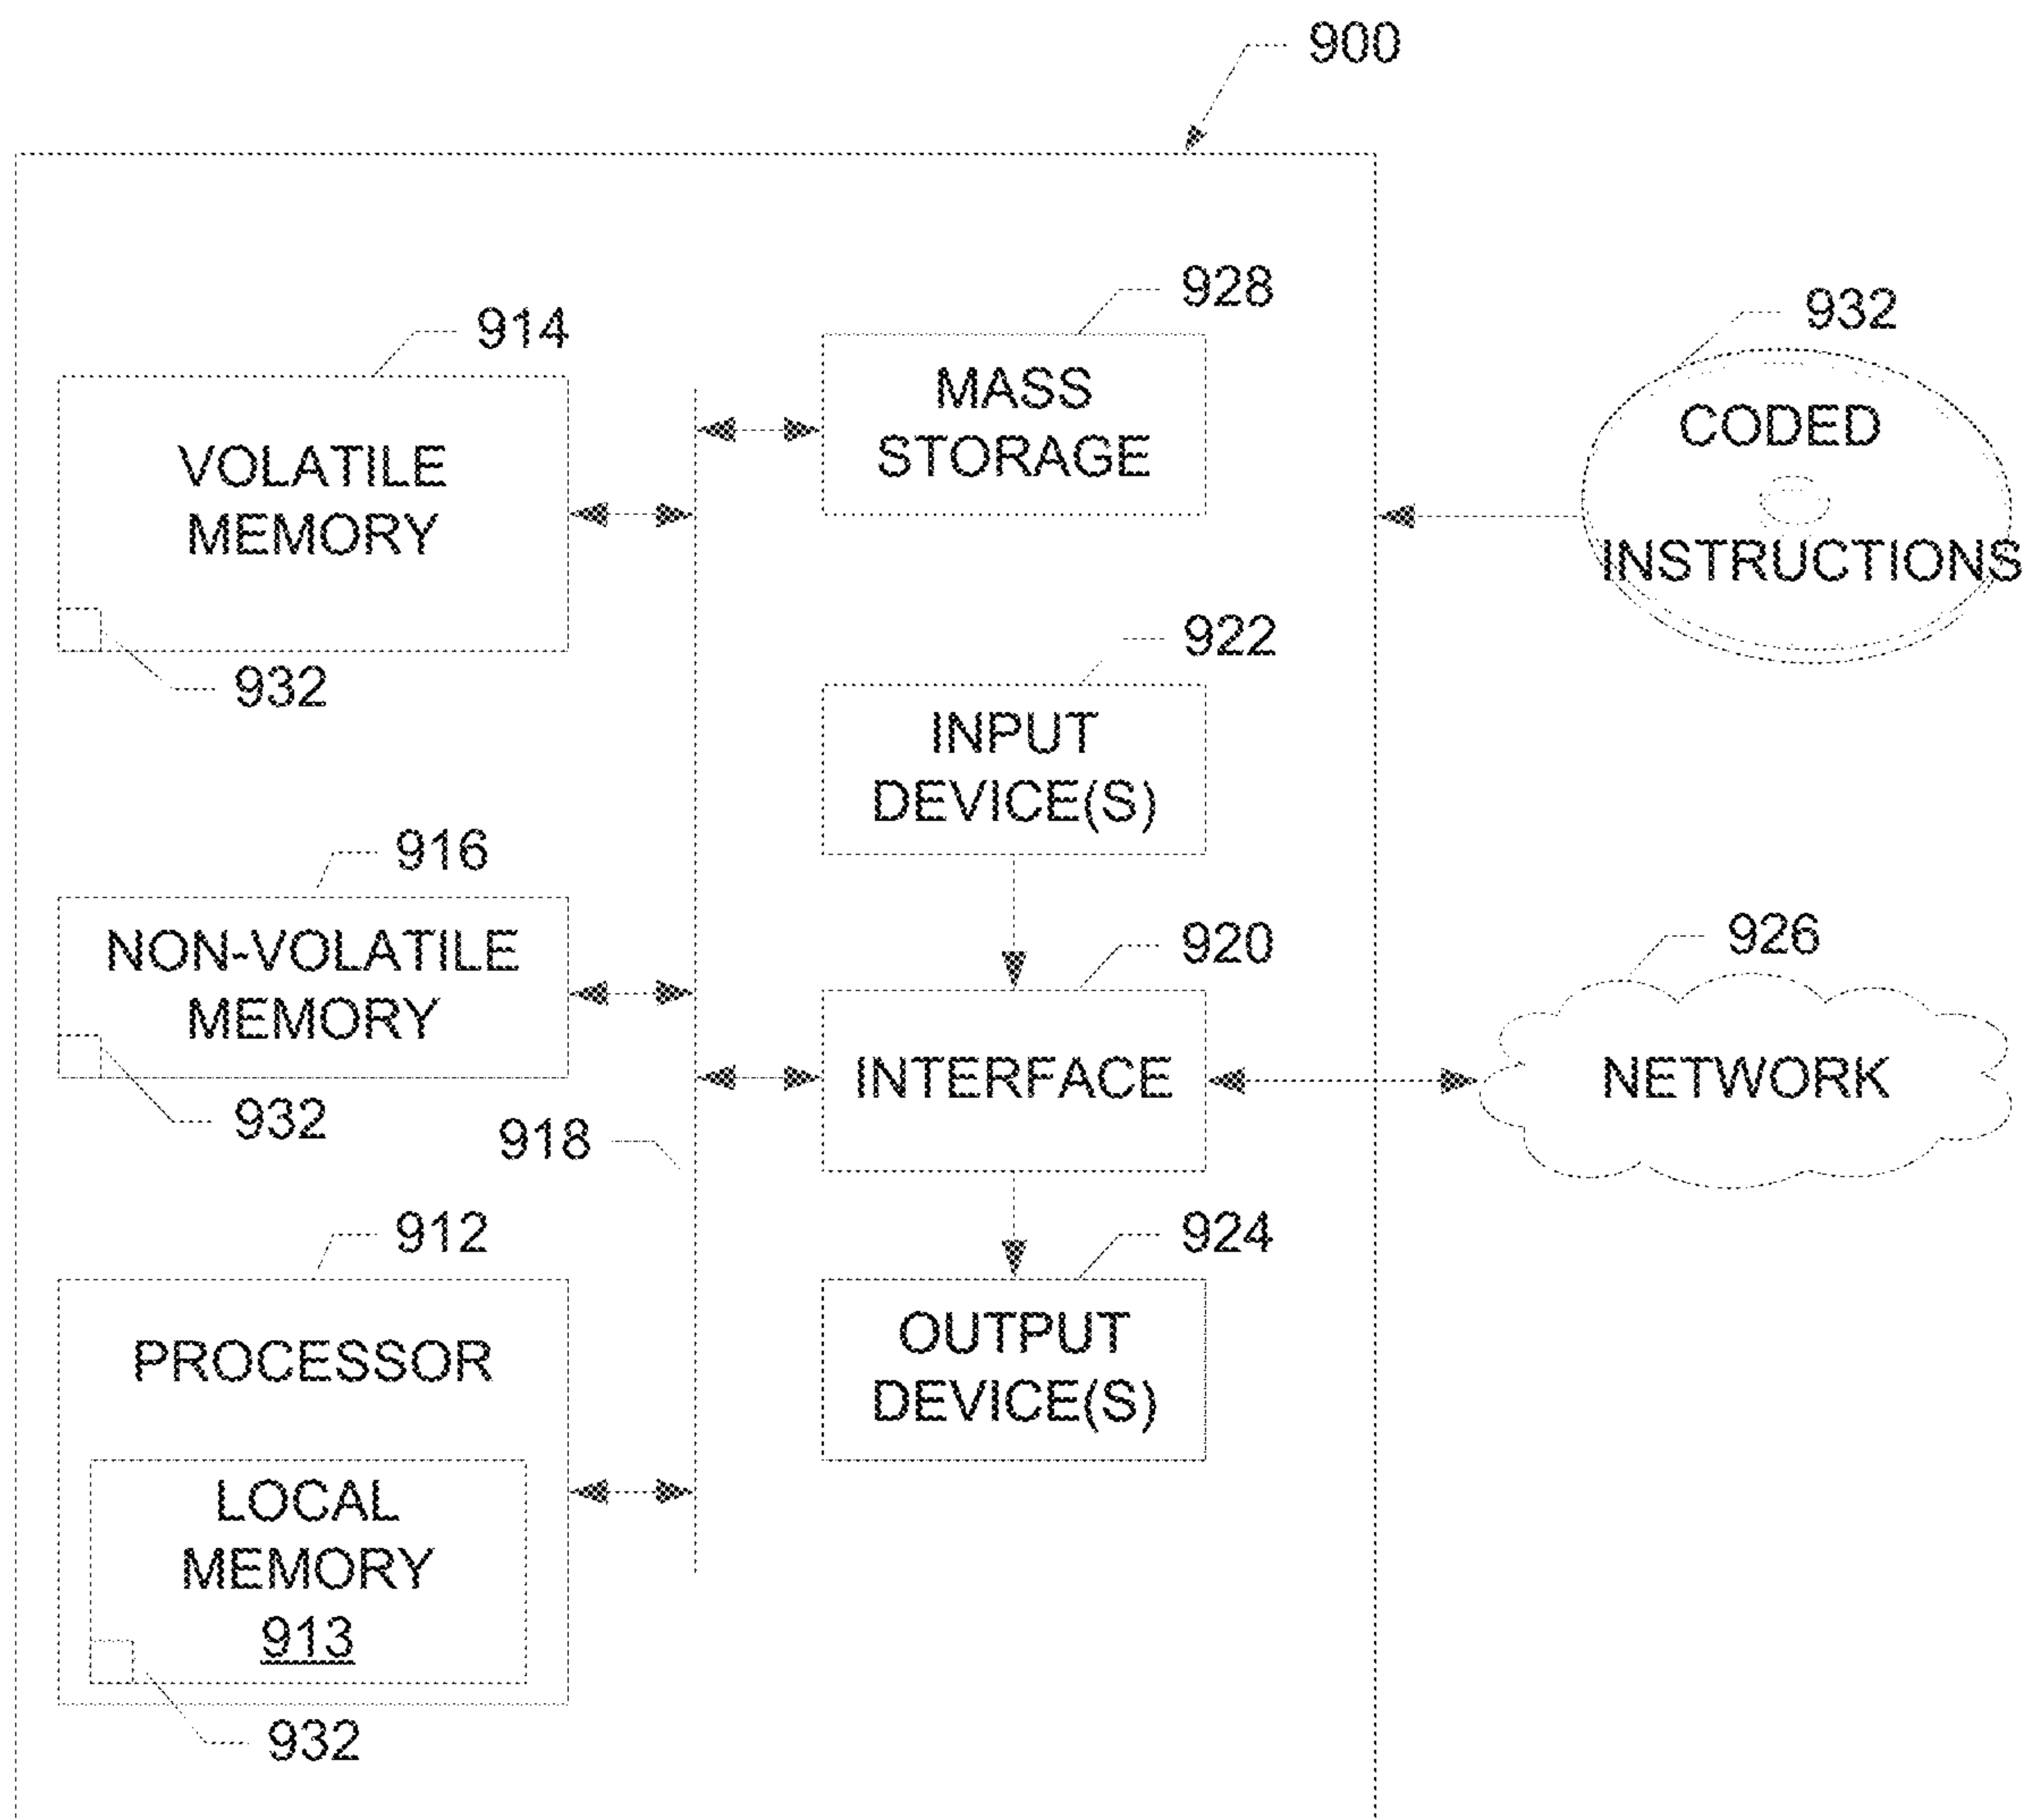 900
928
932
914
MASS
STORAGE
CODED
INSTRUCTIONS
VOLATILE
MEMORY
932
922
INPUT
DEVICE(S)
916
920
926
NON-VOLATILE
MEMORY
932
918
INTERFACE
NETWORK
912
924
PROCESSOR
OUTPUT
DEVICE(S)
LOCAL
MEMORY
913
932